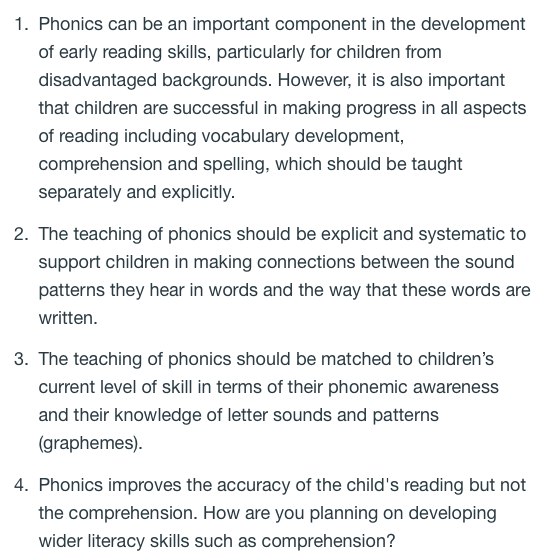 1. Phonics can be an important component in the development
of early reading skills, particularly for children from
disadvantaged backgrounds. However, it is also important
that children are successful in making progress in all aspects
of reading including vocabulary development,
comprehension and spelling, which should be taught
separately and explicitly.
2. The teaching of phonics should be explicit and systematic to
support children in making connections between the sound
patterns they hear in words and the way that these words are
written.
3. The teaching of phonics should be matched to children’s
current level of skill in terms of their phonemic awareness
and their knowledge of letter sounds and patterns
(graphemes).
4. Phonics improves the accuracy of the child's reading but not
the comprehension. How are you planning on developing
wider literacy skills such as comprehension?